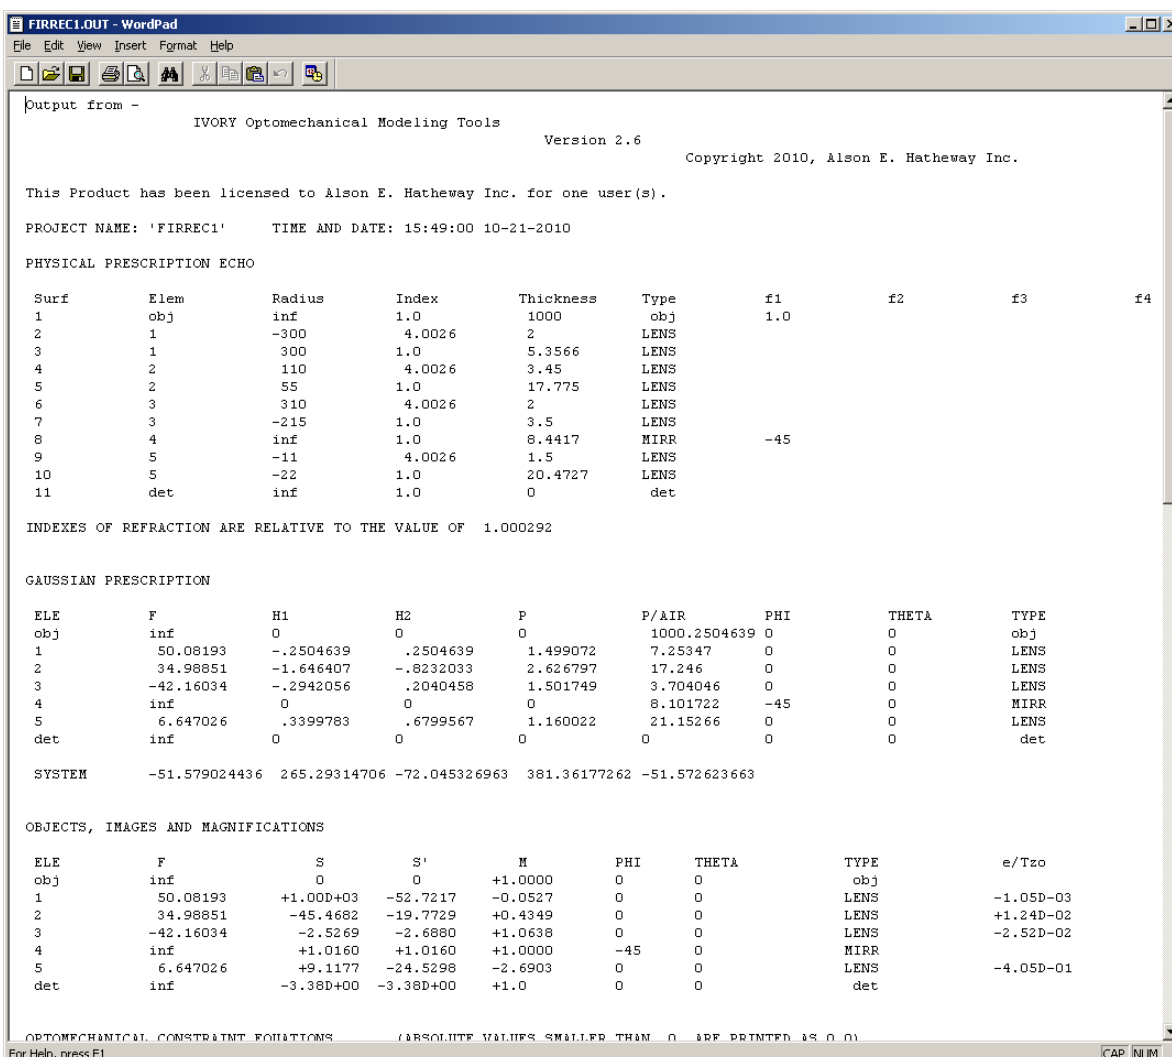 FIRREC1.OUT - WordPad
File Edit View Insert Format Help
Output from -
IVORY Optomechanical Modeling Tools
Version 2.6
Copyright 2010, Alson E. Hatheway Inc.
This Product has been licensed to Alson E. Hatheway Inc. for one user(s).
PROJECT NAME: 'FIRREC1' TIME AND DATE: 15:49:00 10-21-2010
PHYSICAL PRESCRIPTION ECHO
Surf Elem Radius Index Thickness Type f1 f2 f3 f4
1 obj inf 1.0 1000 obj 1.0
2 1 -300 4.0026 2 LENS
3 1 300 1.0 5.3566 LENS
4 2 110 4.0026 3.45 LENS
5 2 55 1.0 17.775 LENS
6 3 310 4.0026 2 LENS
7 3 -215 1.0 3.5 LENS
8 4 inf 1.0 8.4417 MIRR -45
9 5 -11 4.0026 1.5 LENS
10 5 -22 1.0 20.4727 LENS
11 det inf 1.0 0 det
INDEXES OF REFRACTION ARE RELATIVE TO THE VALUE OF 1.000292
GAUSSIAN PRESCRIPTION
ELE F H1 H2 P P/AIR PHI THETA TYPE
obj inf 0 0 0 1000.2504639 0 0 obj
1 50.08193 -.2504639 .2504639 1.499072 7.25347 0 0 LENS
2 34.98851 -1.646407 -.8232033 2.626797 17.246 0 0 LENS
3 -42.16034 -.2942056 .2040458 1.501749 3.704046 0 0 LENS
4 inf 0 0 0 8.101722 -45 0 MIRR
5 6.647026 .3399783 .6799567 1.160022 21.15266 0 0 LENS
det inf 0 0 0 0 0 0 det
SYSTEM -51.579024436 265.29314706 -72.045326963 381.36177262 -51.572623663
OBJECTS, IMAGES AND MAGNIFICATIONS
ELE F S S' M PHI THETA TYPE e/Tzo
obj inf 0 0 +1.0000 0 0 obj
1 50.08193 +1.00D+03 -52.7217 -0.0527 0 0 LENS -1.05D-03
2 34.98851 -45.4682 -19.7729 +0.4349 0 0 LENS +1.24D-02
3 -42.16034 -2.5269 -2.6880 +1.0638 0 0 LENS -2.52D-02
4 inf +1.0160 +1.0160 +1.0000 -45 0 MIRR
5 6.647026 +9.1177 -24.5298 -2.6903 0 0 LENS -4.05D-01
det inf -3.38D+00 -3.38D+00 +1.0 0 0 det
OPTOMECHANICAL CONSTRAINT EQUATIONS (ABSOLUTE VALUES SMALLER THAN 0 ARE PRINTED AS 0.0)
For Help, press F1 CAP NUM